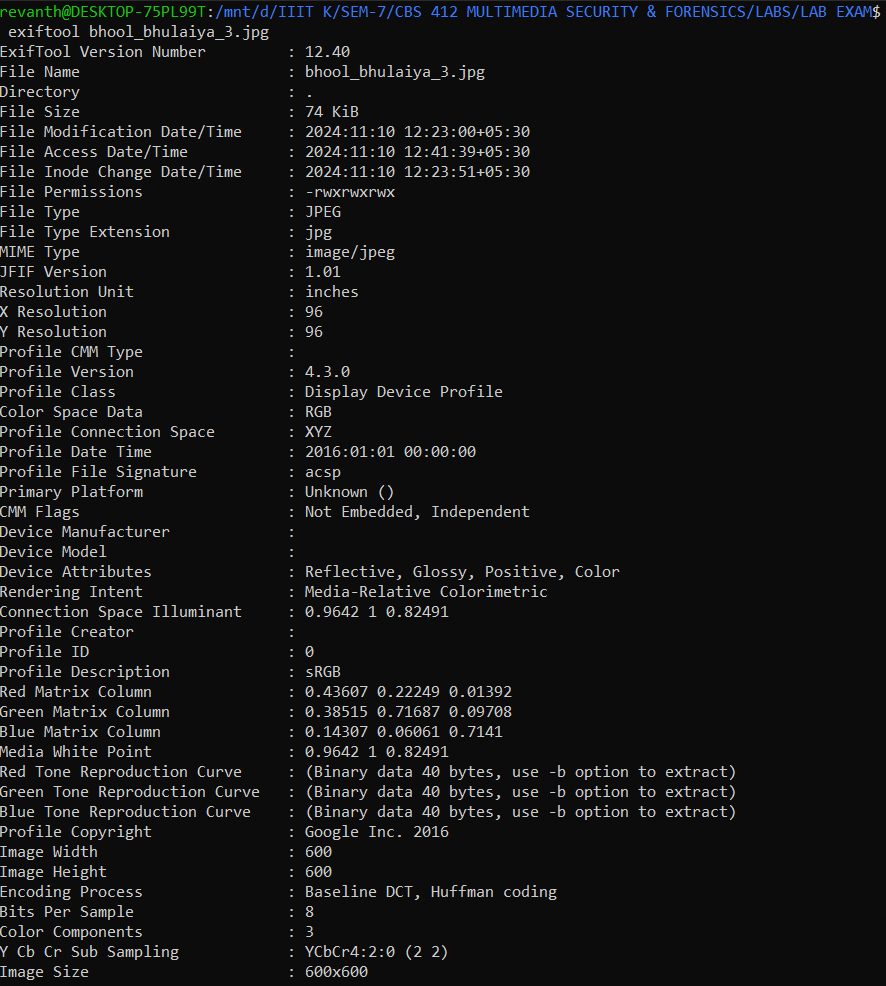 revanth@DESKTOP-75PL99T:/mnt/d/IIIT K/SEM-7/CBS 412 MULTIMEDIA SECURITY & FORENSICS/LABS/LAB EXAM$
exiftool bhool_bhulaiya_3.jpg
ExifTool Version Number : 12.40
File Name : bhool_bhulaiya_3.jpg
Directory : .
File Size : 74 KiB
File Modification Date/Time : 2024:11:10 12:23:00+05:30
File Access Date/Time : 2024:11:10 12:41:39+05:30
File Inode Change Date/Time : 2024:11:10 12:23:51+05:30
File Permissions : -rwxrwxrwx
File Type : JPEG
File Type Extension : jpg
MIME Type : image/jpeg
JFIF Version : 1.01
Resolution Unit : inches
X Resolution : 96
Y Resolution : 96
Profile CMM Type :
Profile Version : 4.3.0
Profile Class : Display Device Profile
Color Space Data : RGB
Profile Connection Space : XYZ
Profile Date Time : 2016:01:01 00:00:00
Profile File Signature : acsp
Primary Platform : Unknown ()
CMM Flags : Not Embedded, Independent
Device Manufacturer :
Device Model :
Device Attributes : Reflective, Glossy, Positive, Color
Rendering Intent : Media-Relative Colorimetric
Connection Space Illuminant : 0.9642 1 0.82491
Profile Creator :
Profile ID : 0
Profile Description : sRGB
Red Matrix Column : 0.43607 0.22249 0.01392
Green Matrix Column : 0.38515 0.71687 0.09708
Blue Matrix Column : 0.14307 0.06061 0.7141
Media White Point : 0.9642 1 0.82491
Red Tone Reproduction Curve : (Binary data 40 bytes, use -b option to extract)
Green Tone Reproduction Curve : (Binary data 40 bytes, use -b option to extract)
Blue Tone Reproduction Curve : (Binary data 40 bytes, use -b option to extract)
Profile Copyright : Google Inc. 2016
Image Width : 600
Image Height : 600
Encoding Process : Baseline DCT, Huffman coding
Bits Per Sample : 8
Color Components : 3
Y Cb Cr Sub Sampling : YCbCr4:2:0 (2 2)
Image Size : 600x600